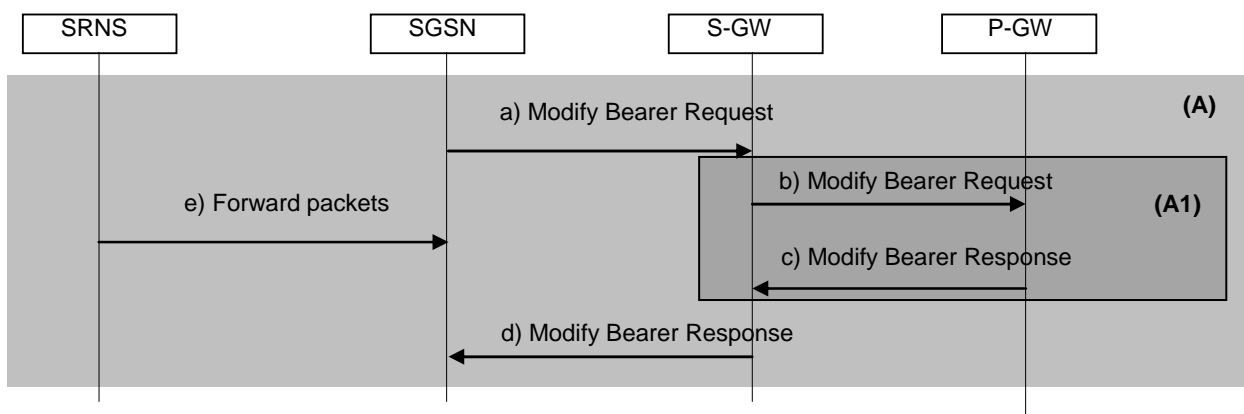 SRNS
SGSN
S-GW
P-GW
(A)
a) Modify Bearer Request
b) Modify Bearer Request
(A1)
e) Forward packets
c) Modify Bearer Response
d) Modify Bearer Response